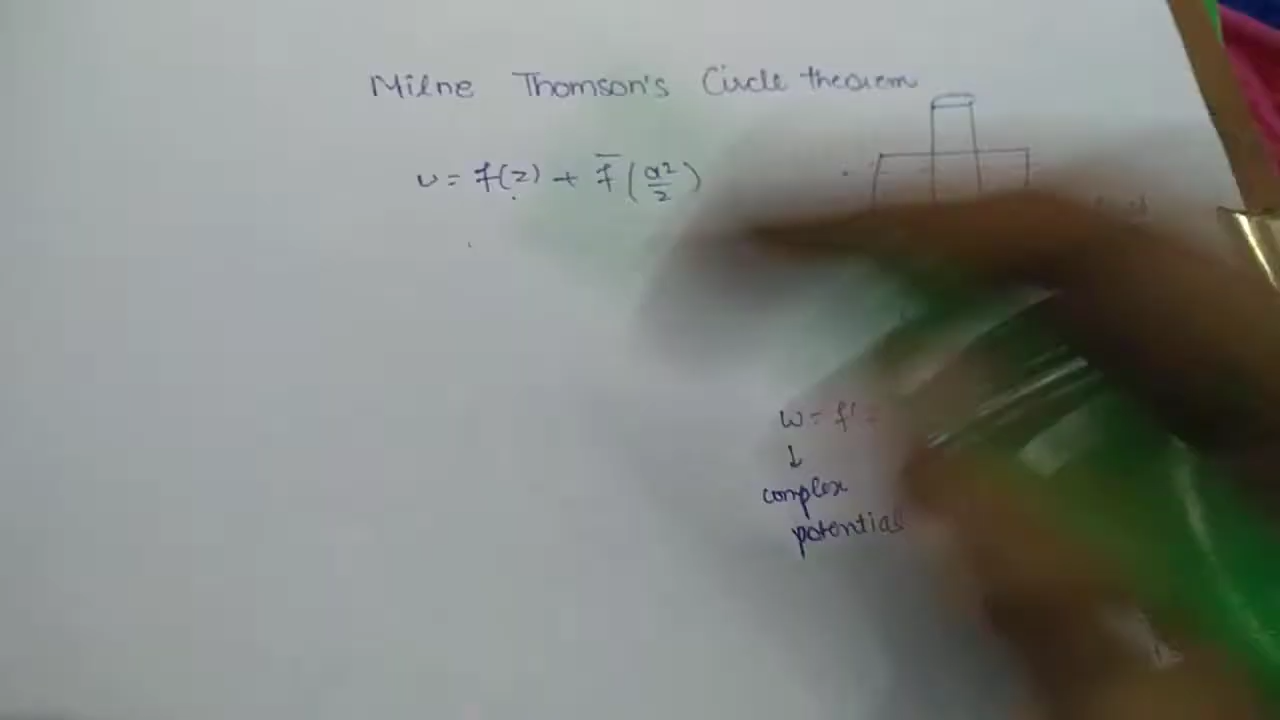 Milne Thomson's Circle theorem
w = f(z) + f̄(a²/z)
w = f
↓
complex
potential